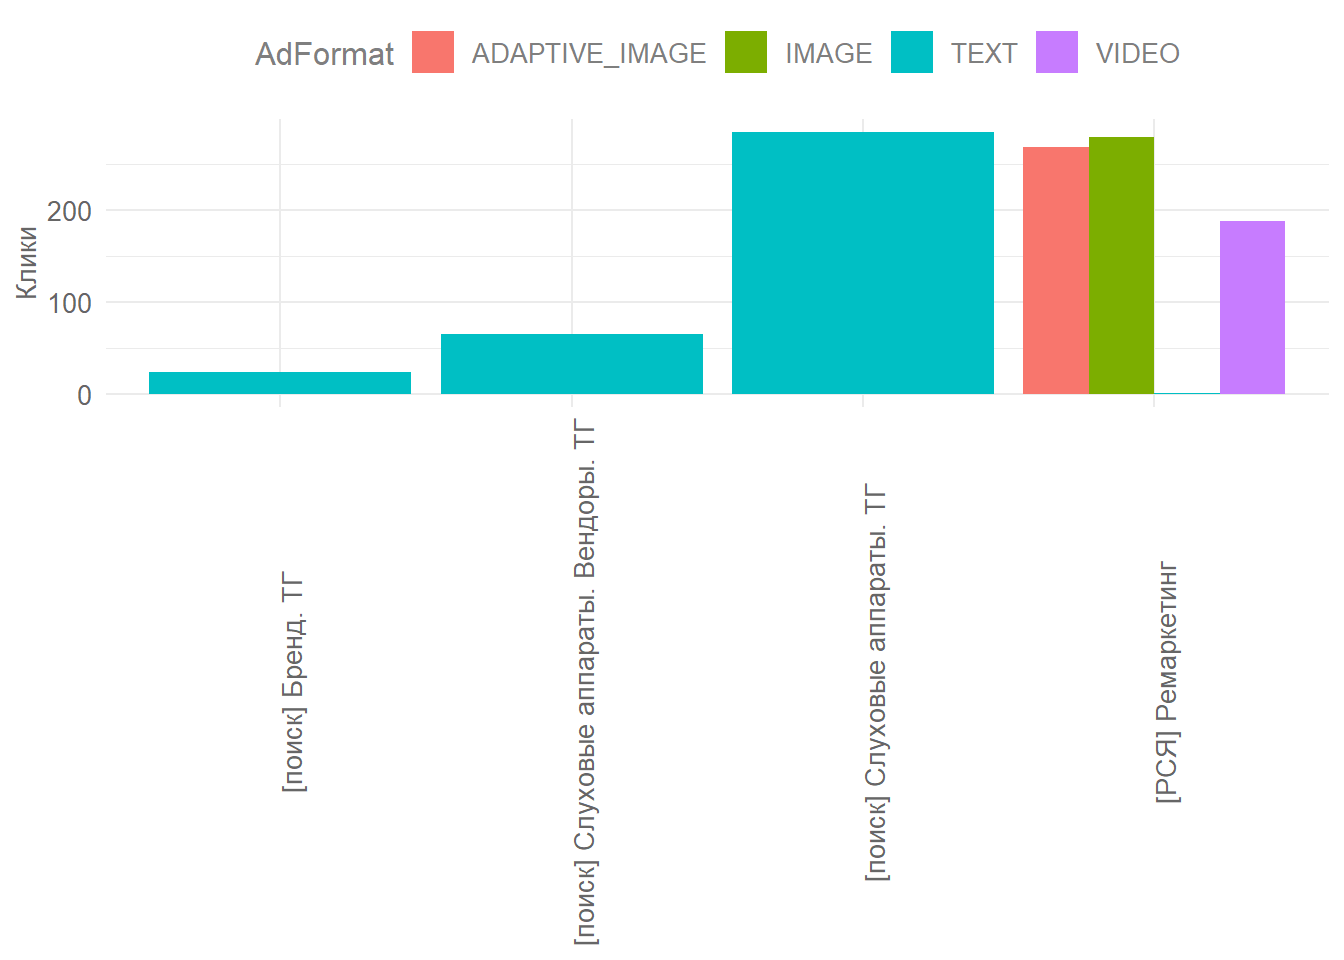 AdFormat ADAPTIVE_IMAGE IMAGE TEXT VIDEO
Клики
200
100
0
[поиск] Бренд. ТГ
[поиск] Слуховые аппараты. Вендоры. ТГ
[поиск] Слуховые аппараты. ТГ
[РСЯ] Ремаркетинг